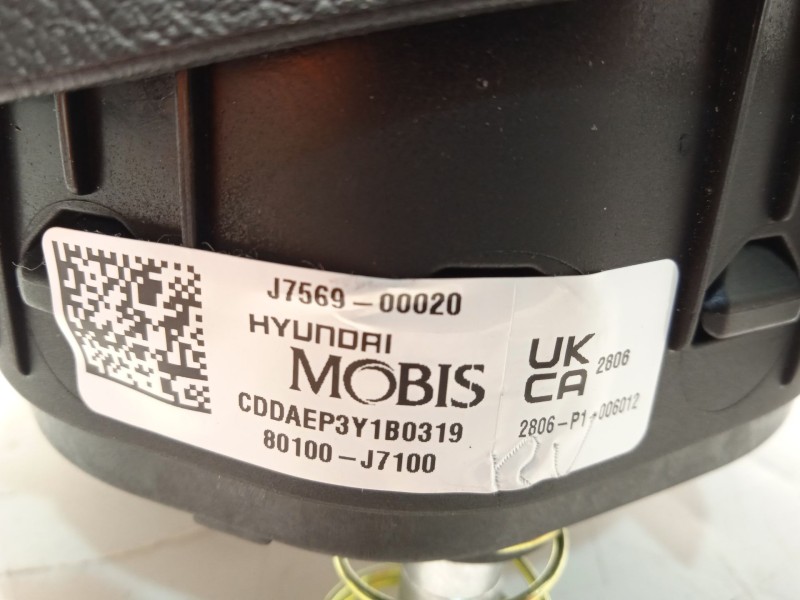 J7569-00020
HYUNDAI
MOBIS
CDDAEP3Y1B0319
80100-J7100
UK
CA
2806
2806-P1-006012